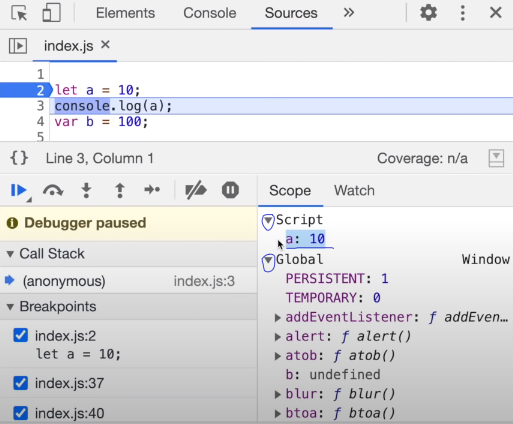 Elements Console Sources »
index.js ×
1
2 let a = 10;
3 console.log(a);
4 var b = 100;
5
{} Line 3, Column 1 Coverage: n/a
Scope Watch
Debugger paused
Call Stack
(anonymous) index.js:3
Breakpoints
index.js:2
let a = 10;
index.js:37
index.js:40
Script
a: 10
Global Window
PERSISTENT: 1
TEMPORARY: 0
addEventListener: ƒ addEven…
alert: ƒ alert()
atob: ƒ atob()
b: undefined
blur: ƒ blur()
btoa: ƒ btoa()